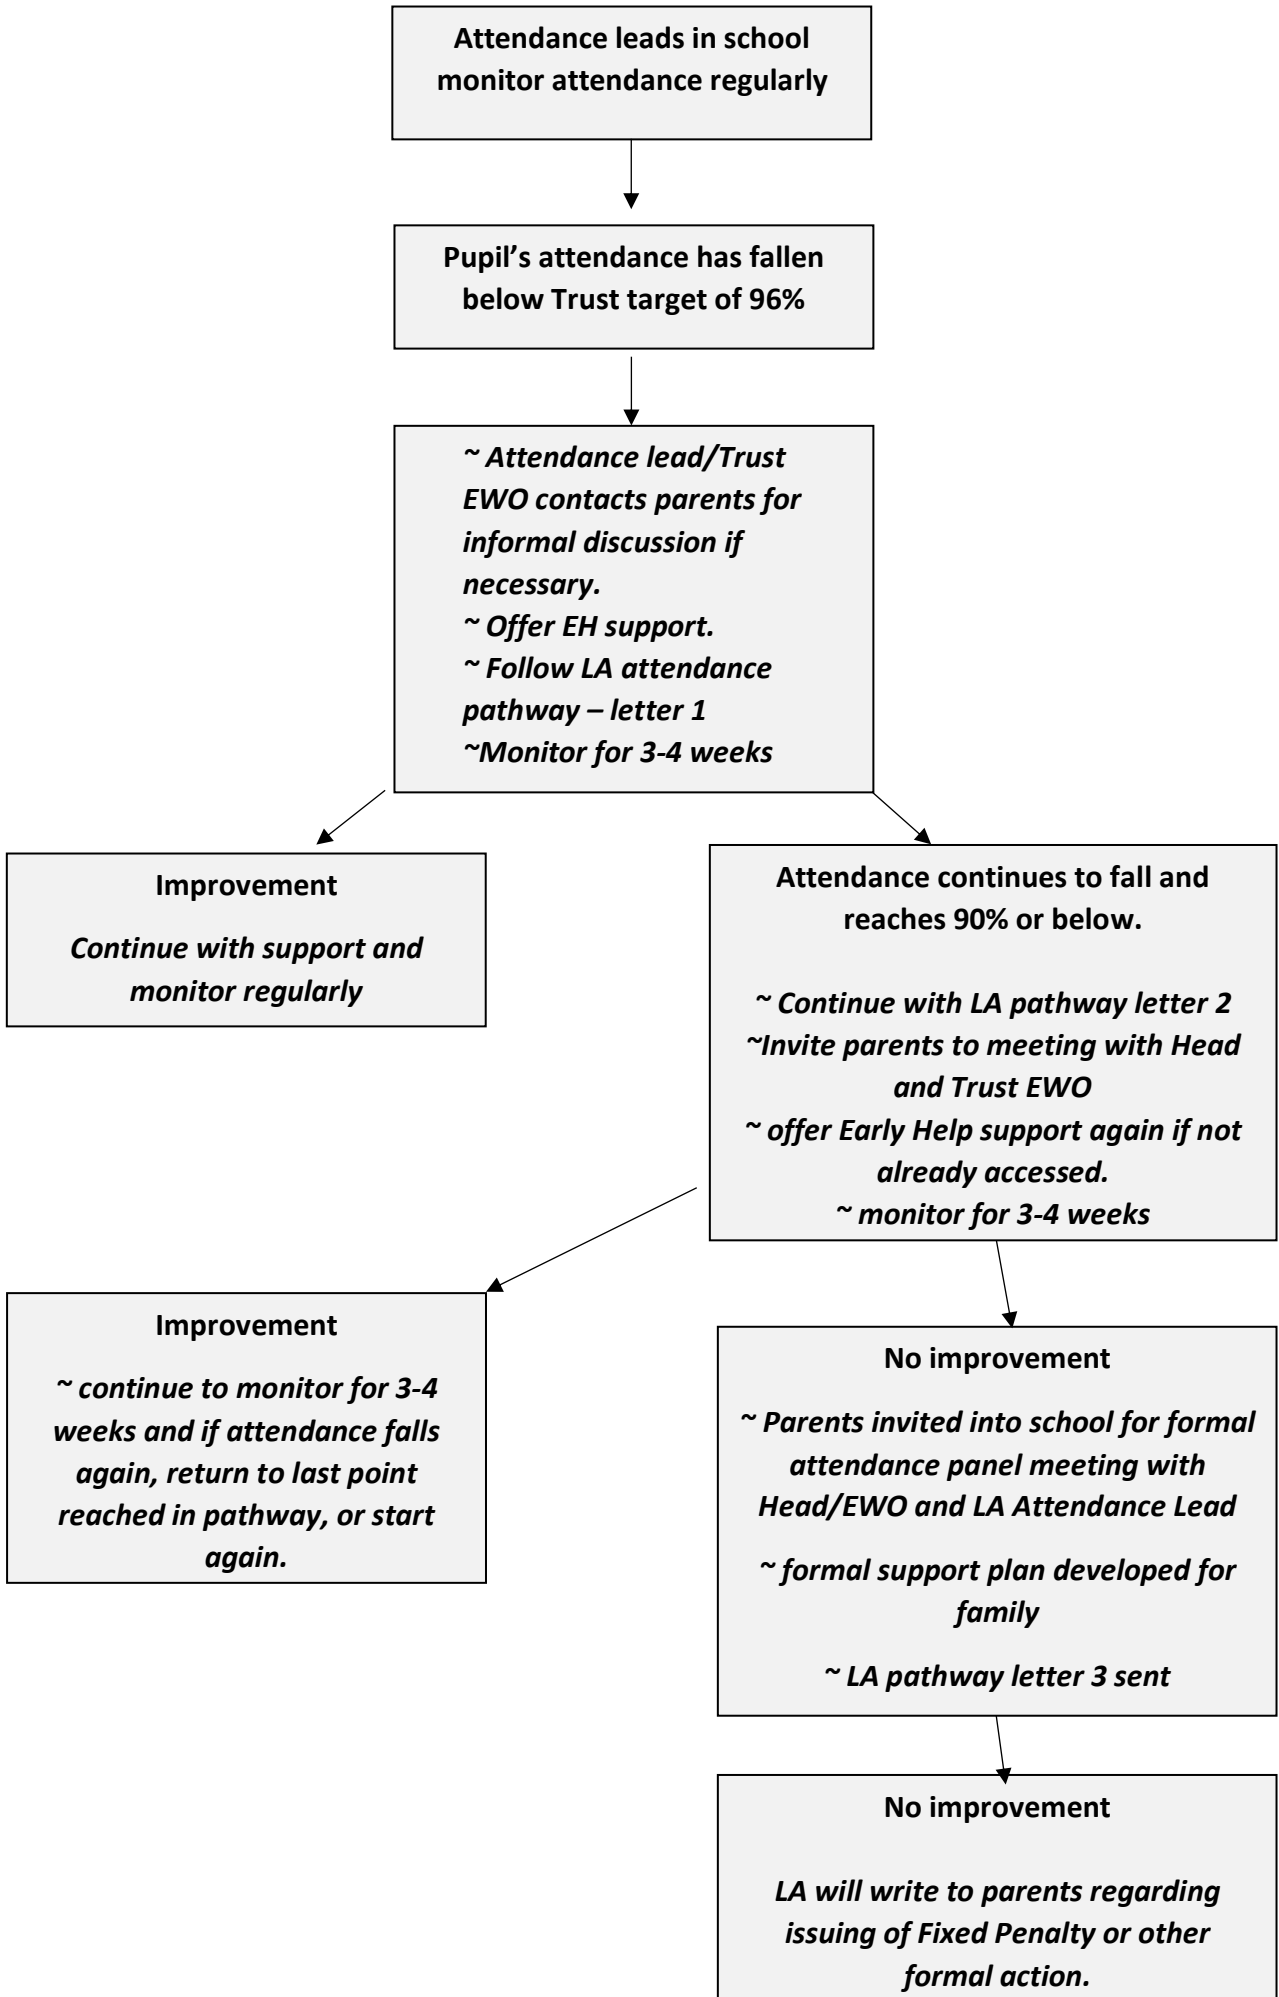 Attendance leads in school
monitor attendance regularly
Pupil’s attendance has fallen
below Trust target of 96%
~ Attendance lead/Trust
EWO contacts parents for
informal discussion if
necessary.
~ Offer EH support.
~ Follow LA attendance
pathway – letter 1
~Monitor for 3-4 weeks
Improvement
Continue with support and
monitor regularly
Attendance continues to fall and
reaches 90% or below.
~ Continue with LA pathway letter 2
~Invite parents to meeting with Head
and Trust EWO
~ offer Early Help support again if not
already accessed.
~ monitor for 3-4 weeks
Improvement
~ continue to monitor for 3-4
weeks and if attendance falls
again, return to last point
reached in pathway, or start
again.
No improvement
~ Parents invited into school for formal
attendance panel meeting with
Head/EWO and LA Attendance Lead
~ formal support plan developed for
family
~ LA pathway letter 3 sent
No improvement
LA will write to parents regarding
issuing of Fixed Penalty or other
formal action.